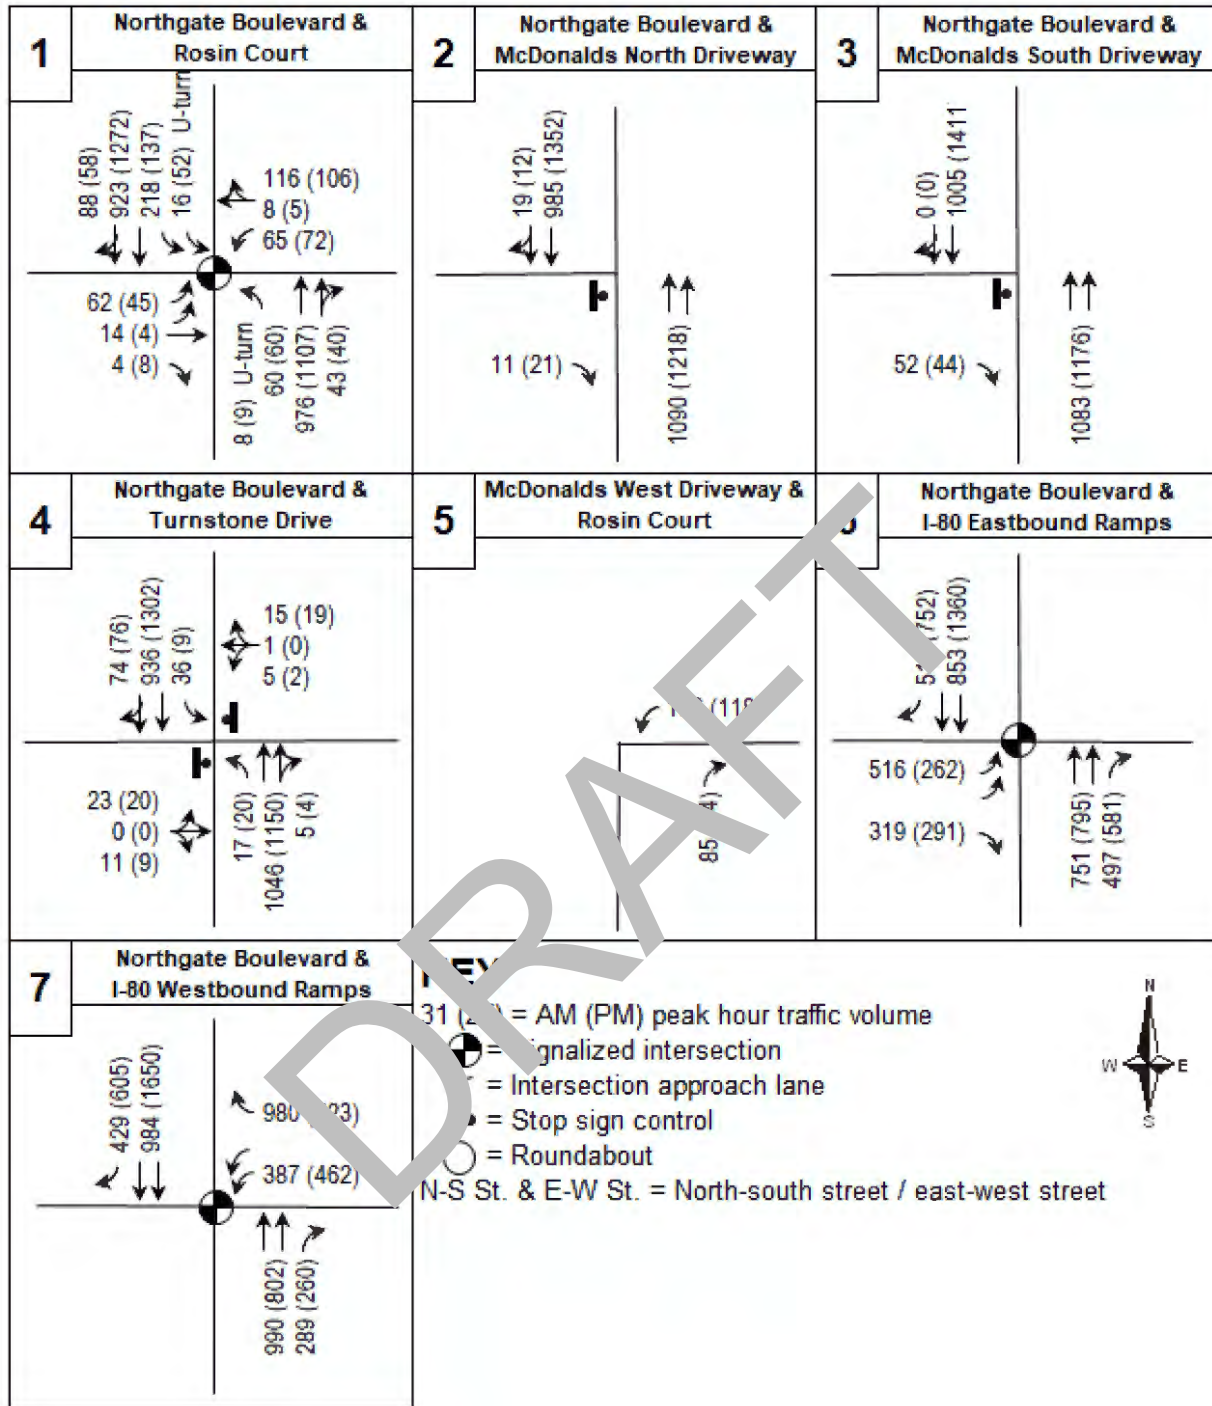 1
Northgate Boulevard &
Rosin Court
88 (58)
923 (1272)
218 (137)
16 (52) U-turn
116 (106)
8 (5)
65 (72)
62 (45)
14 (4)
4 (8)
8 (9) U-turn
60 (60)
976 (1107)
43 (40)
2
Northgate Boulevard &
McDonalds North Driveway
19 (12)
985 (1352)
11 (21)
1090 (1218)
3
Northgate Boulevard &
McDonalds South Driveway
0 (0)
1005 (1411
52 (44)
1083 (1176)
4
Northgate Boulevard &
Turnstone Drive
74 (76)
936 (1302)
36 (9)
15 (19)
1 (0)
5 (2)
23 (20)
0 (0)
11 (9)
17 (20)
1046 (1150)
5 (4)
5
McDonalds West Driveway &
Rosin Court
85
Northgate Boulevard &
I-80 Eastbound Ramps
(752)
853 (1360)
516 (262)
319 (291)
751 (795)
497 (581)
7
Northgate Boulevard &
I-80 Westbound Ramps
429 (605)
984 (1650)
980
387 (462)
990 (802)
289 (260)
KEY
31 = AM (PM) peak hour traffic volume
= Signalized intersection
= Intersection approach lane
= Stop sign control
= Roundabout
N-S St. & E-W St. = North-south street / east-west street
N
W E
S
DRAFT